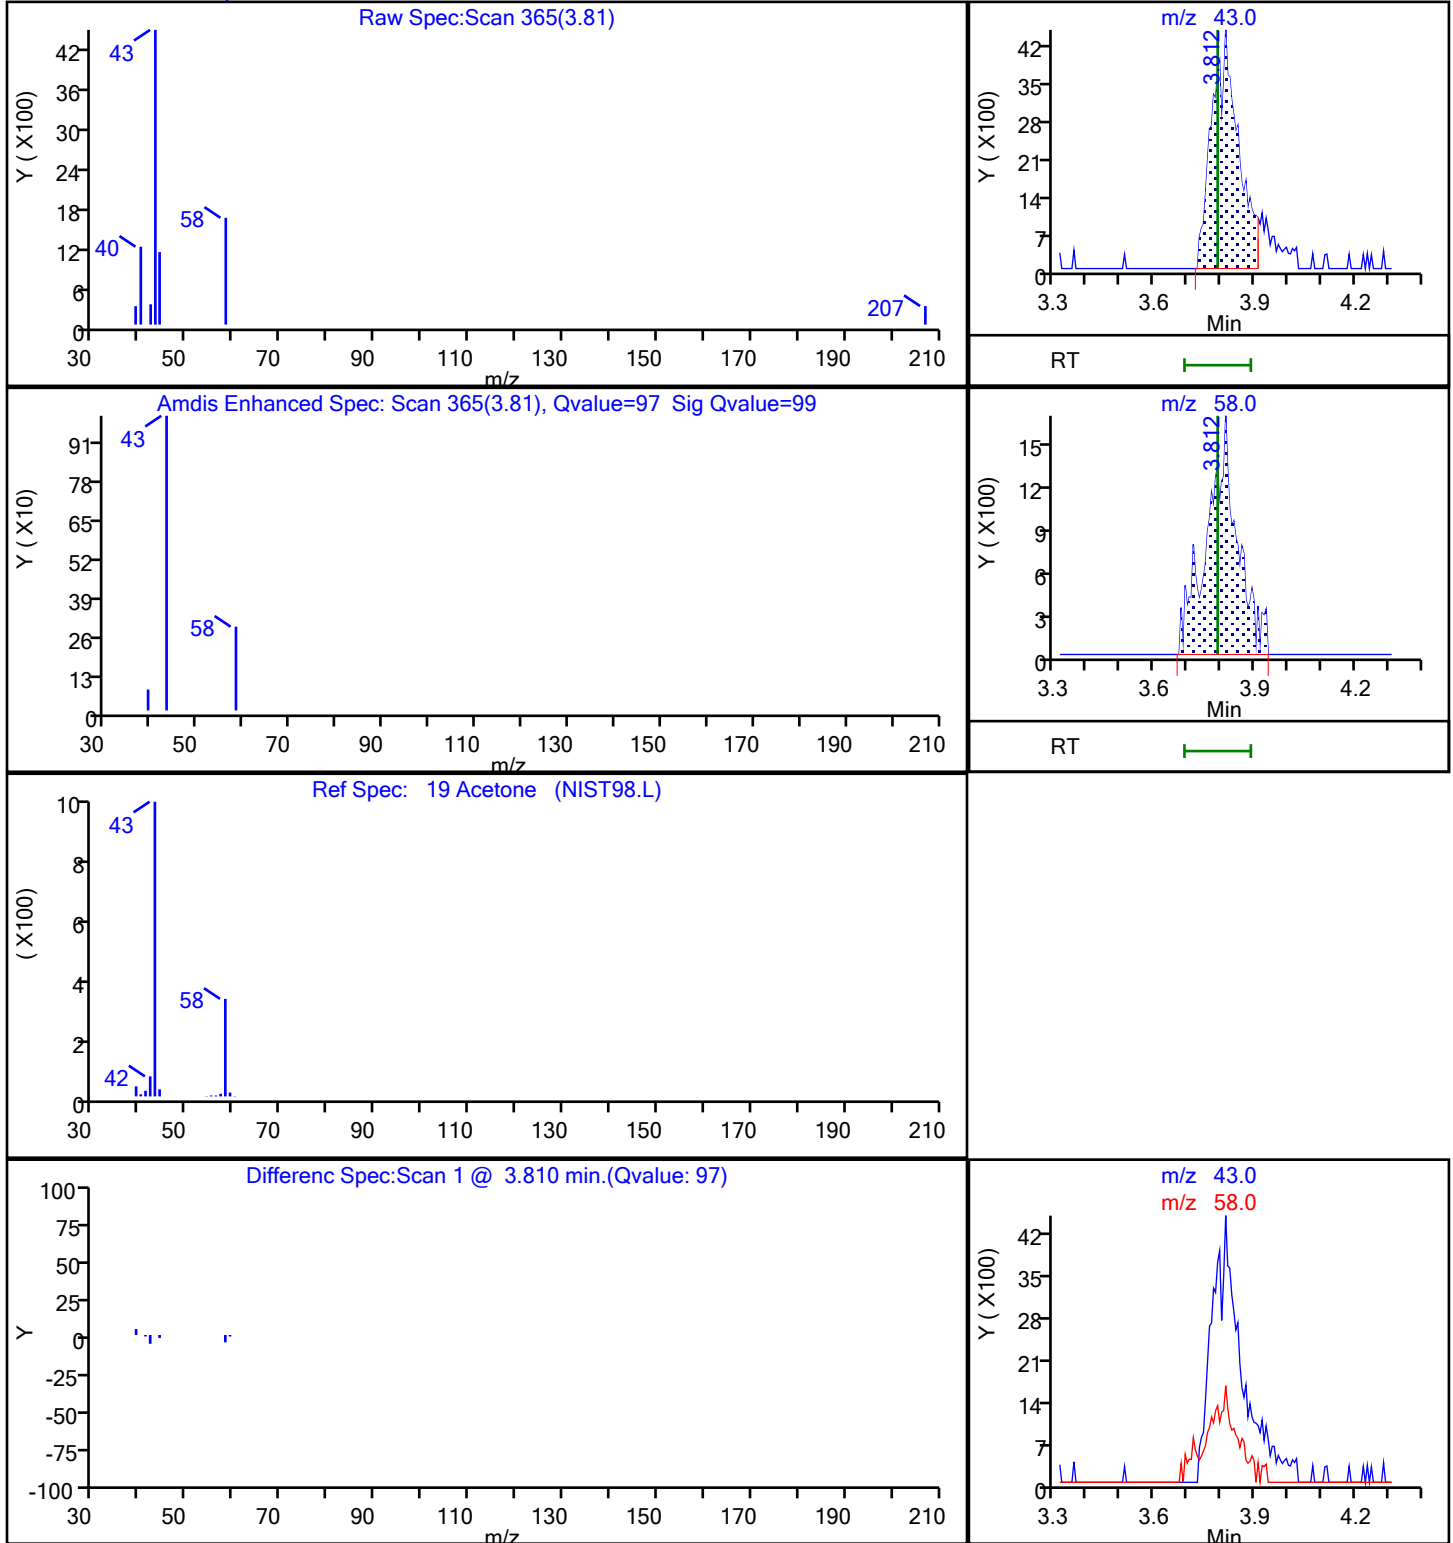 Raw Spec:Scan 365(3.81)
Y ( X100)
42
36
30
24
18
12
6
0
43
40
58
207
30 50 70 90 110 130 150 170 190 210
m/z
m/z 43.0
Y ( X100)
42
35
28
21
14
7
0
3.812
3.3 3.6 3.9 4.2
Min
RT
Amdis Enhanced Spec: Scan 365(3.81), Qvalue=97 Sig Qvalue=99
Y ( X10)
91
78
65
52
39
26
13
0
43
58
30 50 70 90 110 130 150 170 190 210
m/z
m/z 58.0
Y ( X100)
15
12
9
6
3
0
3.812
3.3 3.6 3.9 4.2
Min
RT
Ref Spec: 19 Acetone (NIST98.L)
( X100)
10
8
6
4
2
0
43
58
42
30 50 70 90 110 130 150 170 190 210
Differenc Spec:Scan 1 @ 3.810 min.(Qvalue: 97)
Y
100
75
50
25
0
-25
-50
-75
-100
30 50 70 90 110 130 150 170 190 210
m/z
m/z 43.0
m/z 58.0
Y ( X100)
42
35
28
21
14
7
0
3.3 3.6 3.9 4.2
Min